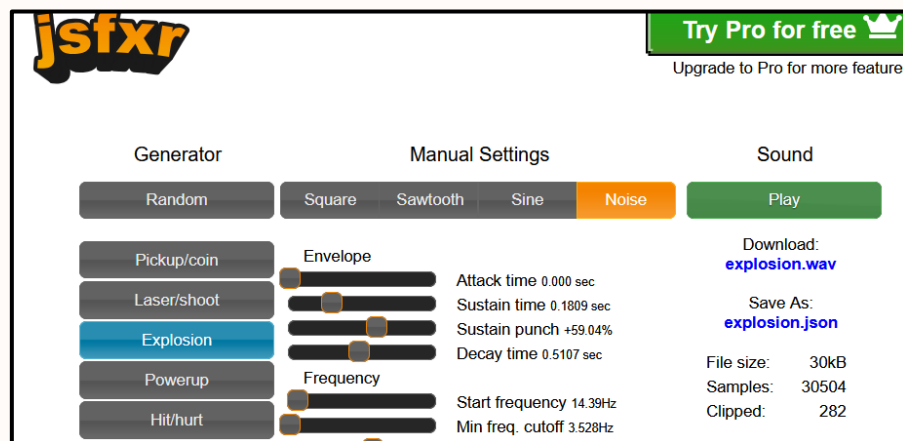 jsfxr
Try Pro for free
Upgrade to Pro for more feature
Generator
Manual Settings
Sound
Random
Square
Sawtooth
Sine
Noise
Play
Pickup/coin
Laser/shoot
Explosion
Powerup
Hit/hurt
Envelope
Attack time 0.000 sec
Sustain time 0.1809 sec
Sustain punch +59.04%
Decay time 0.5107 sec
Frequency
Start frequency 14.39Hz
Min freq. cutoff 3.528Hz
Download:
explosion.wav
Save As:
explosion.json
File size: 30kB
Samples: 30504
Clipped: 282